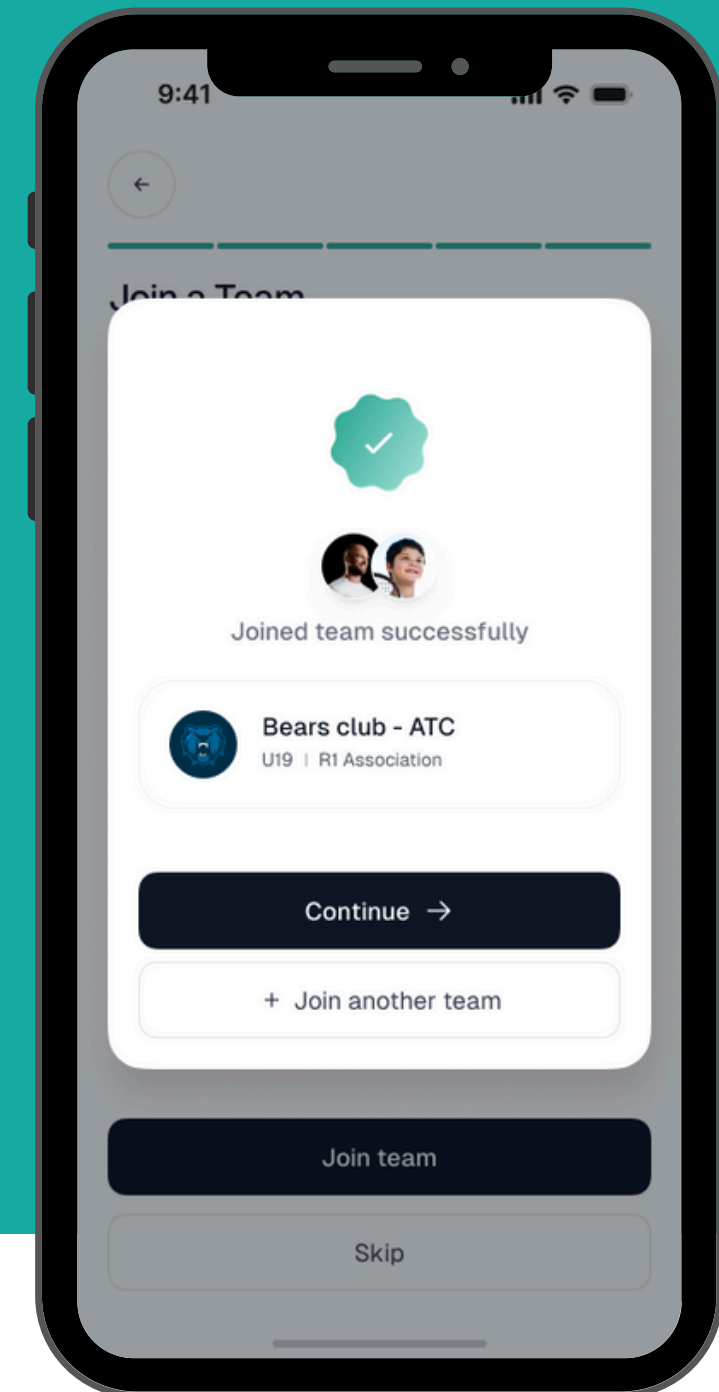 9:41
Join a Team
Joined team successfully
Bears club - ATC
U19 | R1 Association
Continue →
+ Join another team
Join team
Skip